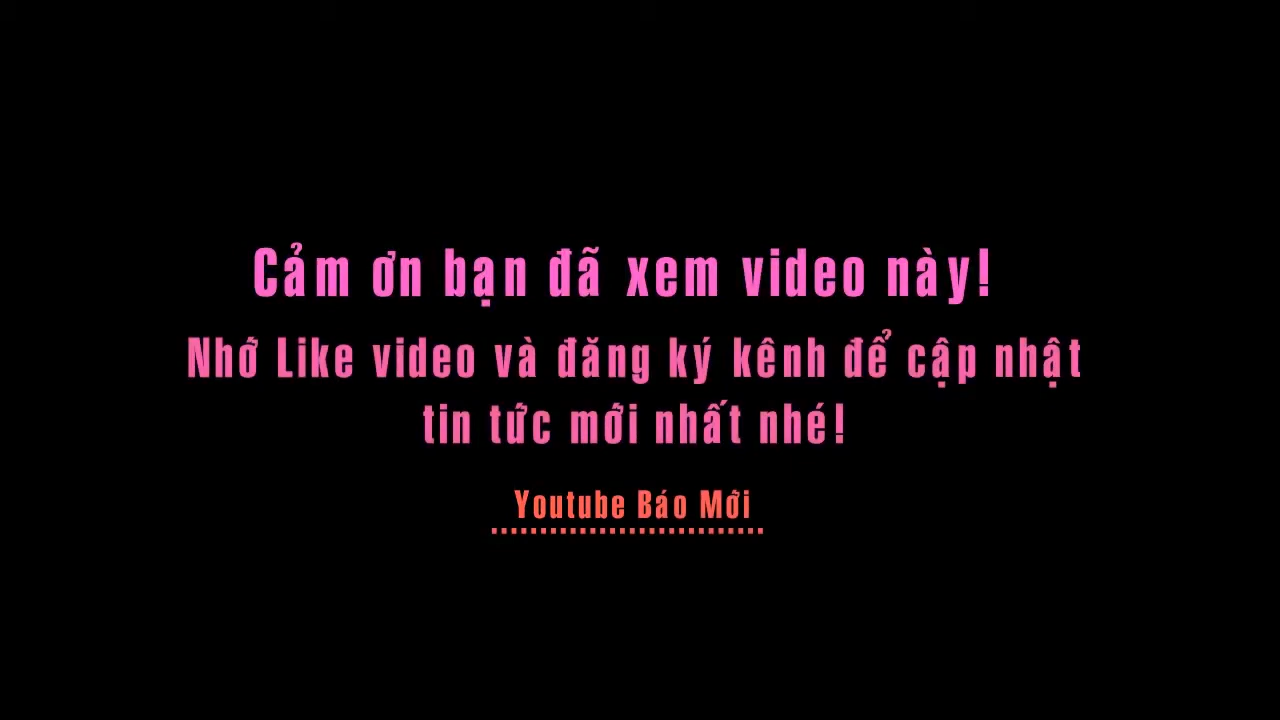 Cảm ơn bạn đã xem video này!
Nhớ Like video và đăng ký kênh để cập nhật
tin tức mới nhất nhé!
Youtube Báo Mới